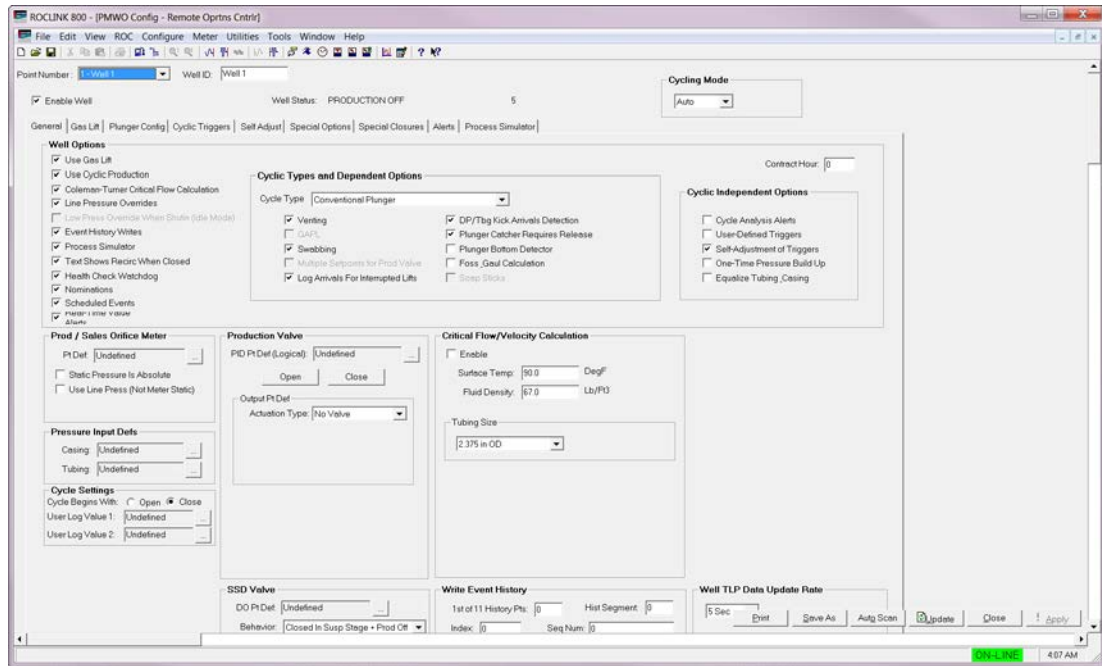 ROCLINK 800 - [PMWO Config - Remote Oprtns Cntrlr]
File Edit View ROC Configure Meter Utilities Tools Window Help
Point Number: 1 - Well 1 Well ID: Well 1
Cycling Mode
Enable Well Well Status: PRODUCTION OFF 5 Auto
General Gas Lift Plunger Config Cyclic Triggers Self Adjust Special Options Special Closures Alerts Process Simulator
Well Options
Contract Hour: 0
Use Gas Lift
Use Cyclic Production
Coleman-Turner Critical Flow Calculation
Line Pressure Overrides
Low Press Override When Shutin (Idle Mode)
Event History Writes
Process Simulator
Text Shows Recirc When Closed
Health Check Watchdog
Nominations
Scheduled Events
Real-Time Value
Alerts
Cyclic Types and Dependent Options
Cycle Type Conventional Plunger
Venting
GAPL
Swabbing
Multiple Setpoints for Prod Valve
Log Arrivals For Interrupted Lifts
DP/Tbg Kick Arrivals Detection
Plunger Catcher Requires Release
Plunger Bottom Detector
Foss_Gaul Calculation
Soap Sticks
Cyclic Independent Options
Cycle Analysis Alerts
User-Defined Triggers
Self-Adjustment of Triggers
One-Time Pressure Build Up
Equalize Tubing_Casing
Prod / Sales Orifice Meter
Pt Def: Undefined ...
Static Pressure Is Absolute
Use Line Press (Not Meter Static)
Pressure Input Defs
Casing: Undefined ...
Tubing: Undefined ...
Cycle Settings
Cycle Begins With: Open Close
User Log Value 1: Undefined ...
User Log Value 2: Undefined ...
Production Valve
PID Pt Def (Logical): Undefined ...
Open Close
Output Pt Def
Actuation Type: No Valve
Critical Flow/Velocity Calculation
Enable
Surface Temp: 90.0 DegF
Fluid Density: 67.0 Lb/Ft3
Tubing Size
2.375 in OD
SSD Valve
DO Pt Def: Undefined ...
Behavior: Closed In Susp Stage + Prod Off
Write Event History
1st of 11 History Pts: 0 Hist Segment: 0
Index: 0 Seq Num: 0
Well TLP Data Update Rate
5 Sec
Print Save As Auto Scan Update Close ! Apply
ON-LINE 4:07 AM